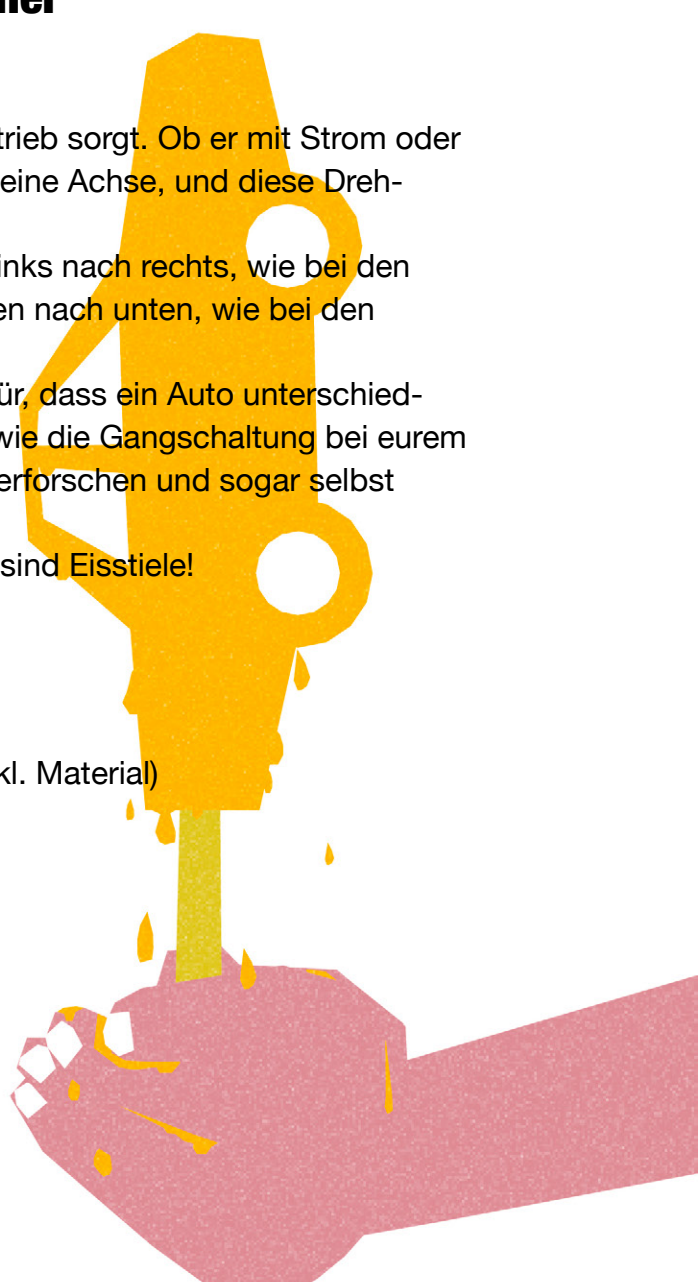 trieb sorgt. Ob er mit Strom oder
eine Achse, und diese Dreh-
inks nach rechts, wie bei den
en nach unten, wie bei den
ür, dass ein Auto unterschied-
wie die Gangschaltung bei eurem
erforschen und sogar selbst
sind Eisstiele!
kl. Material)